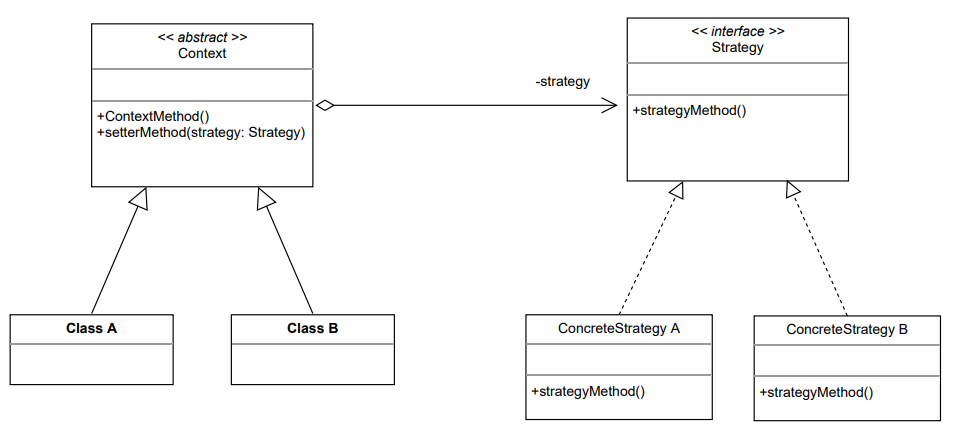 << abstract >>
Context
+ContextMethod()
+setterMethod(strategy: Strategy)
-strategy
<< interface >>
Strategy
+strategyMethod()
Class A
Class B
ConcreteStrategy A
+strategyMethod()
ConcreteStrategy B
+strategyMethod()